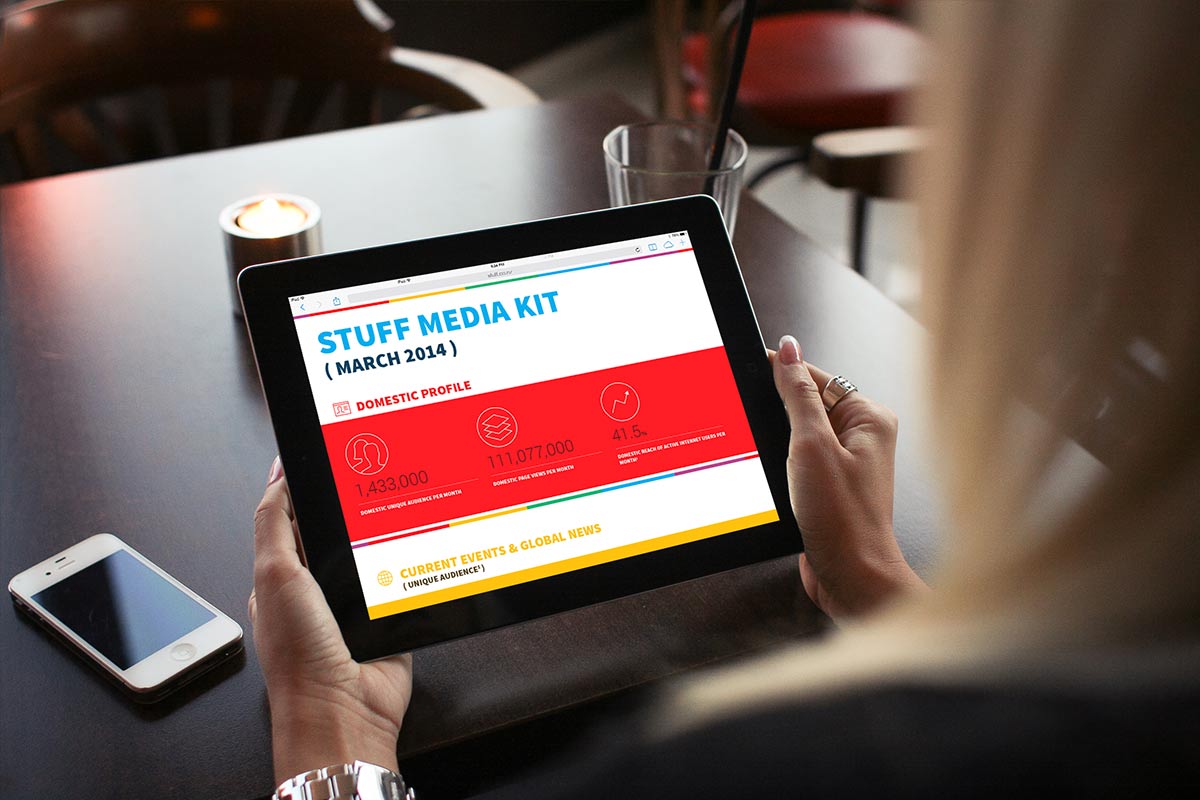 iPad
stuff.co.nz
STUFF MEDIA KIT
( MARCH 2014 )
DOMESTIC PROFILE
1,433,000
DOMESTIC UNIQUE AUDIENCE PER MONTH
111,077,000
DOMESTIC PAGE VIEWS PER MONTH
41.5%
DOMESTIC REACH OF ACTIVE INTERNET USERS PER
MONTH¹
CURRENT EVENTS & GLOBAL NEWS
( UNIQUE AUDIENCE¹ )